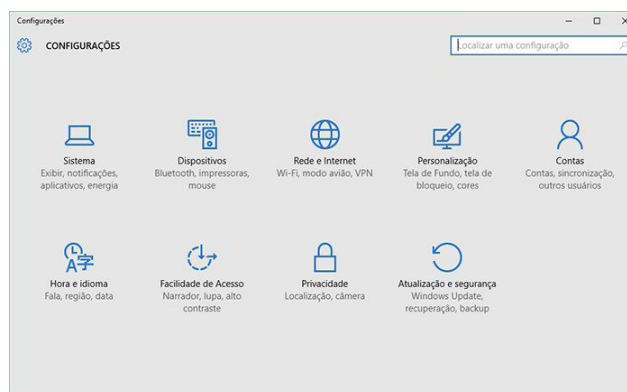 Configurações
CONFIGURAÇÕES
Localizar uma configuração
Sistema
Exibir, notificações,
aplicativos, energia
Dispositivos
Bluetooth, impressoras,
mouse
Rede e Internet
Wi-Fi, modo avião, VPN
Personalização
Tela de Fundo, tela de
bloqueio, cores
Contas
Contas, sincronização,
outros usuários
Hora e idioma
Fala, região, data
Facilidade de Acesso
Narrador, lupa, alto
contraste
Privacidade
Localização, câmera
Atualização e segurança
Windows Update,
recuperação, backup